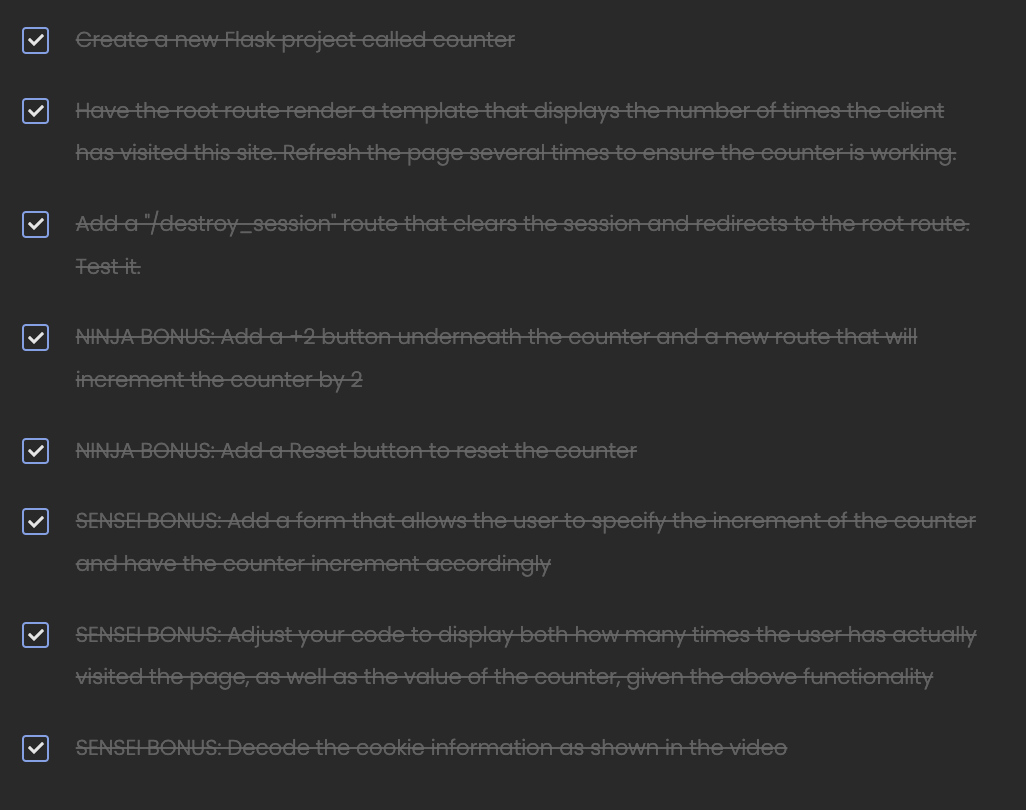 Create a new Flask project called counter
Have the root route render a template that displays the number of times the client
has visited this site. Refresh the page several times to ensure the counter is working.
Add a "/destroy_session" route that clears the session and redirects to the root route.
Test it.
NINJA BONUS: Add a +2 button underneath the counter and a new route that will
increment the counter by 2
NINJA BONUS: Add a Reset button to reset the counter
SENSEI BONUS: Add a form that allows the user to specify the increment of the counter
and have the counter increment accordingly
SENSEI BONUS: Adjust your code to display both how many times the user has actually
visited the page, as well as the value of the counter, given the above functionality
SENSEI BONUS: Decode the cookie information as shown in the video